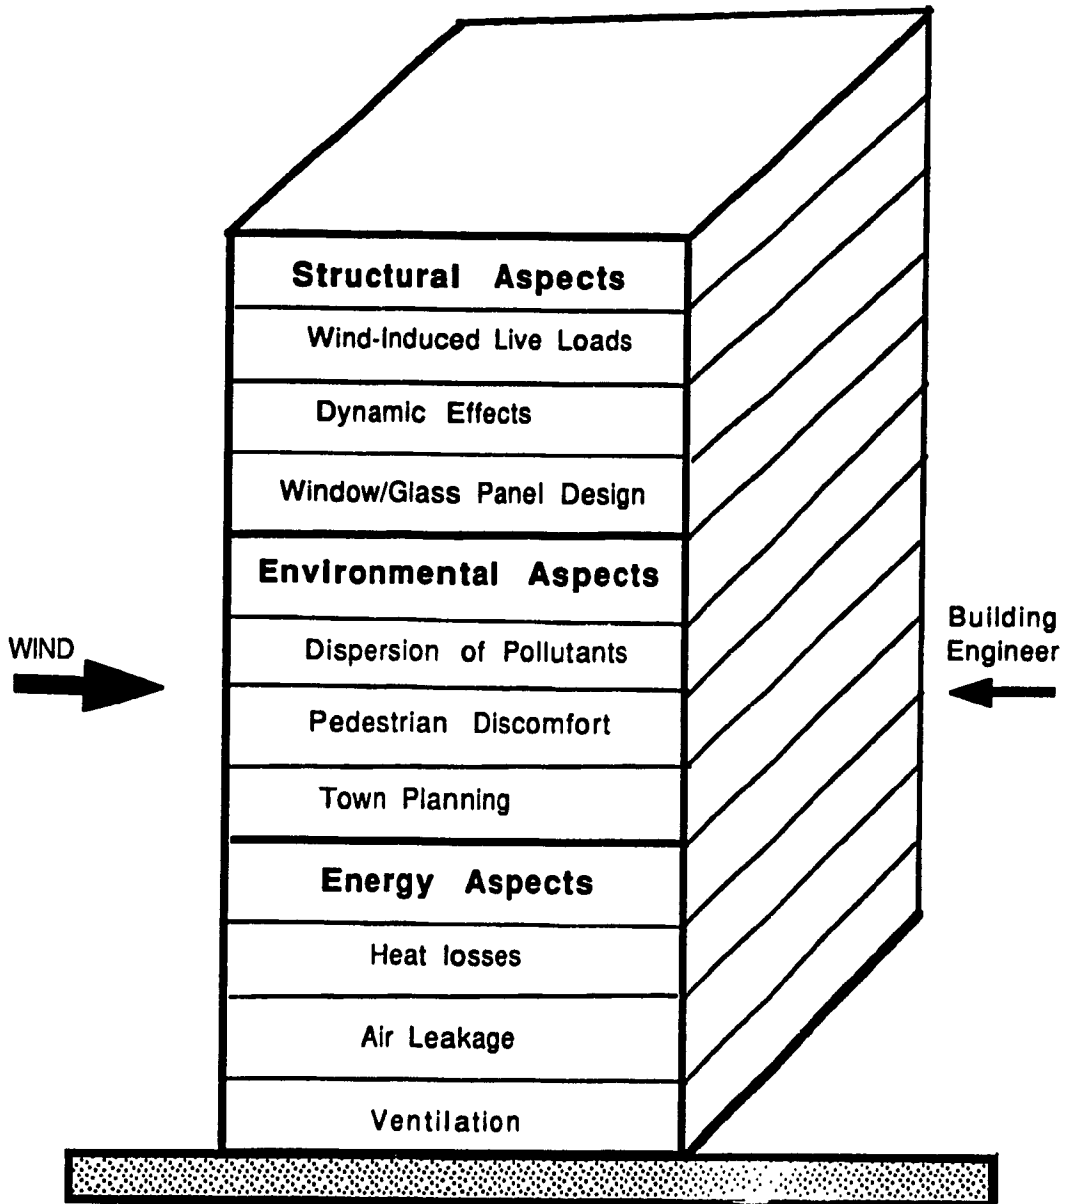 Structural Aspects
Wind-Induced Live Loads
Dynamic Effects
Window/Glass Panel Design
Environmental Aspects
Dispersion of Pollutants
Pedestrian Discomfort
Town Planning
Energy Aspects
Heat losses
Air Leakage
Ventilation
WIND
Building
Engineer